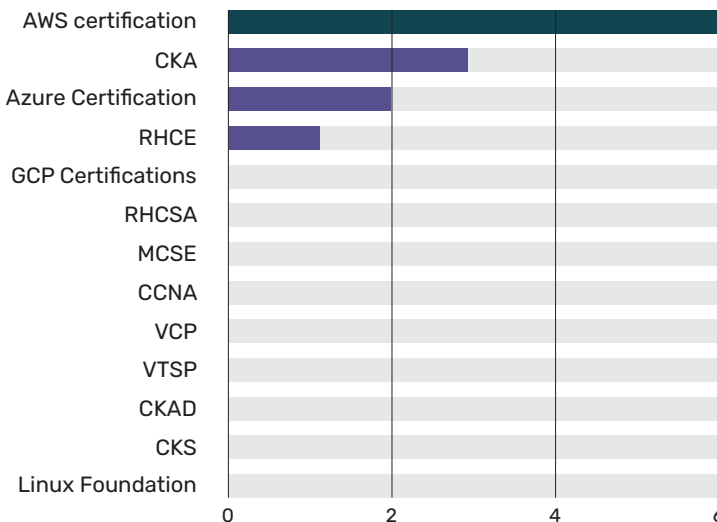 AWS certification
CKA
Azure Certification
RHCE
GCP Certifications
RHCSA
MCSE
CCNA
VCP
VTSP
CKAD
CKS
Linux Foundation
0 2 4 6